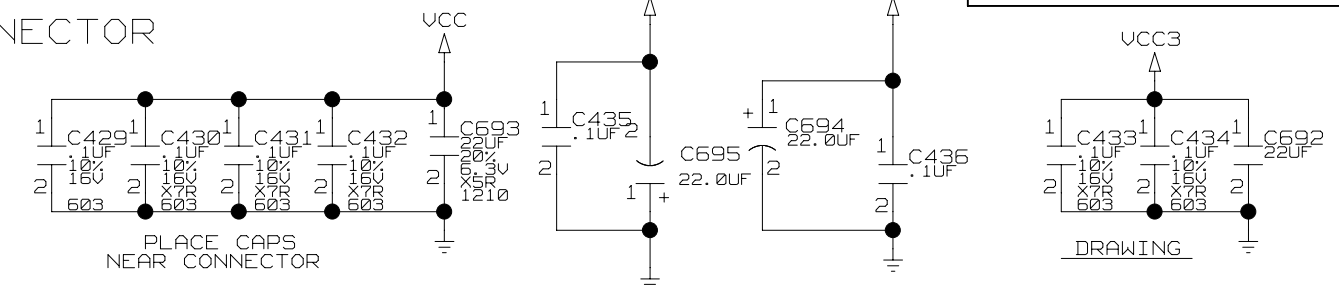 NECTOR
VCC
1
C429
.1UF
10%
16V
603
2
1
C430
.1UF
10%
16V
X7R
603
2
1
C431
.1UF
10%
16V
X7R
603
2
1
C432
.1UF
10%
16V
X7R
603
2
1
C693
22UF
20%
6.3V
X5R
1210
2
PLACE CAPS
NEAR CONNECTOR
1
C435
.1UF
2
2
C695
22.0UF
1
+
+
1
C694
22.0UF
2
1
C436
.1UF
2
VCC3
1
C433
.1UF
10%
16V
X7R
603
2
1
C434
.1UF
10%
16V
X7R
603
2
1
C692
22UF
2
DRAWING